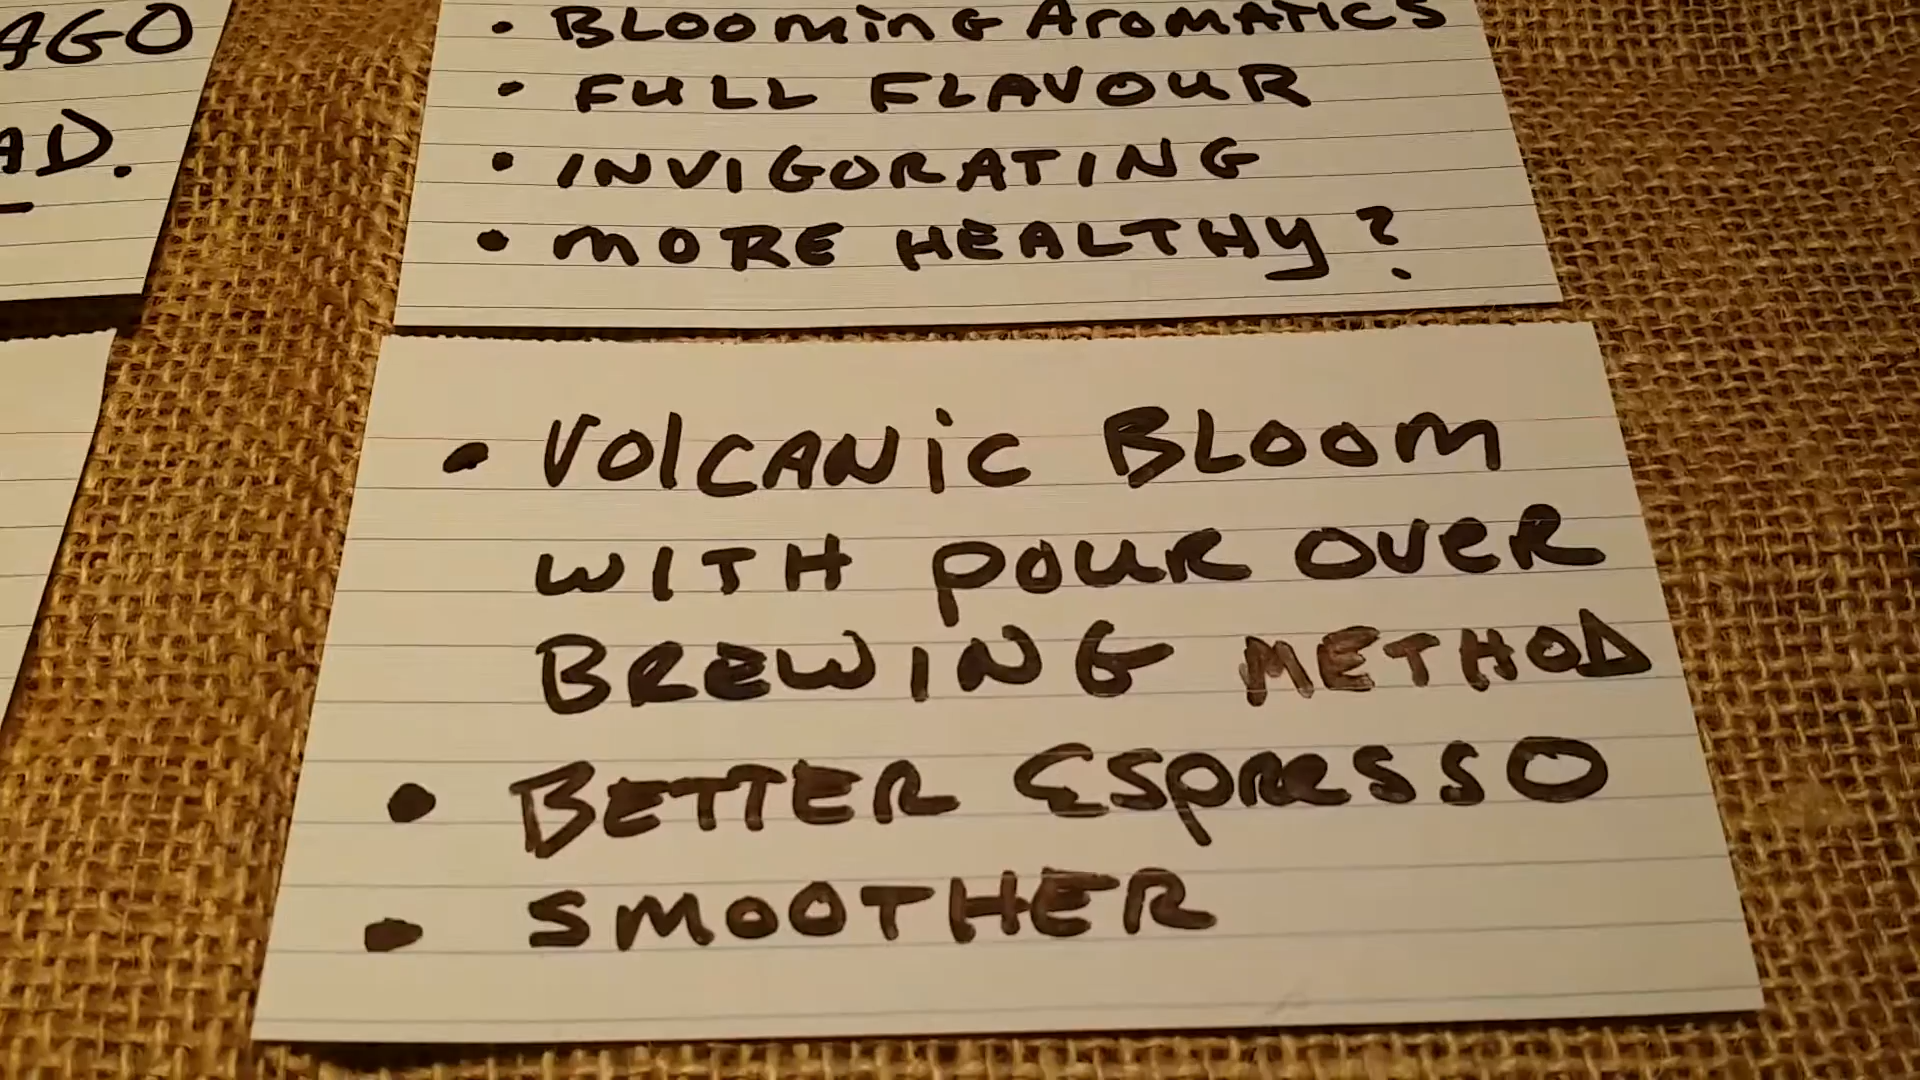 AGO
AD.
• BLOOMING AROMATICS
• FULL FLAVOUR
• INVIGORATING
• MORE HEALTHY?
• VOLCANIC BLOOM
WITH POUR OVER
BREWING METHOD
• BETTER ESPRESSO
• SMOOTHER